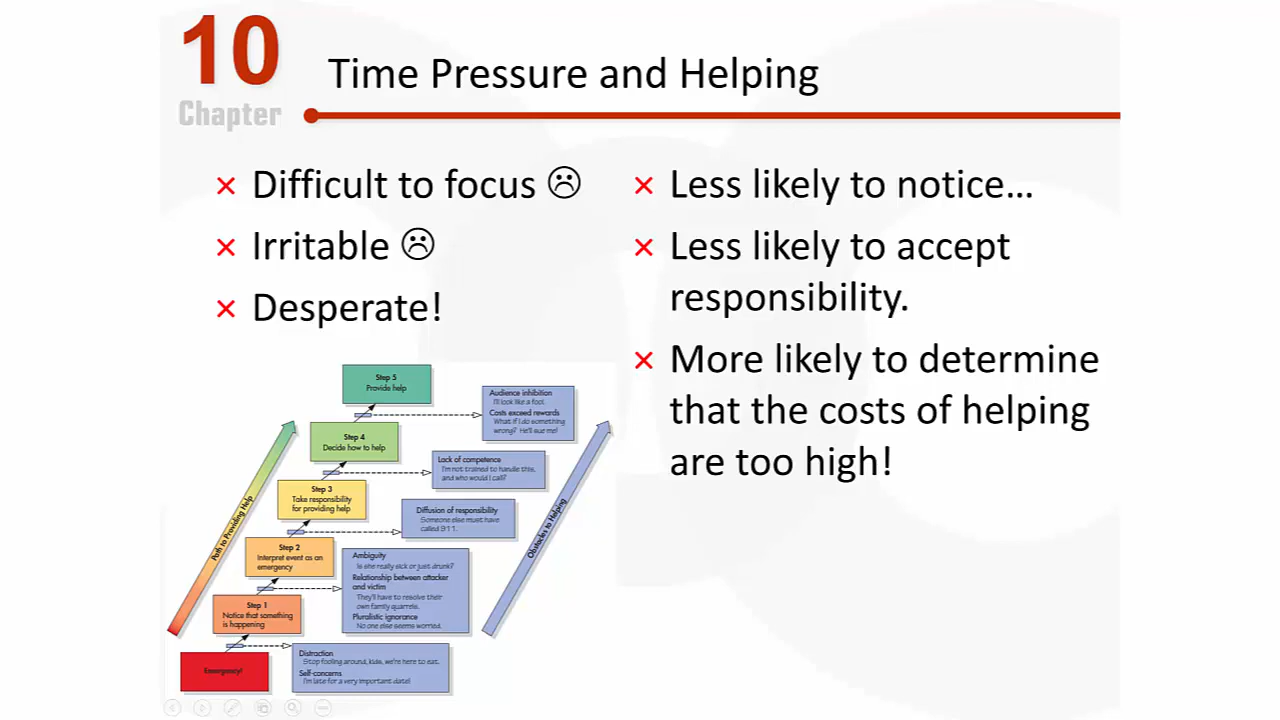 10
Chapter
Time Pressure and Helping
× Difficult to focus ☹
× Irritable ☹
× Desperate!
× Less likely to notice…
× Less likely to accept
responsibility.
× More likely to determine
that the costs of helping
are too high!
Step 5
Provide help
Audience inhibition
I'll look like a fool.
Costs exceed rewards
What if I do something
wrong? He'll sue me!
Step 4
Decide how to help
Lack of competence
I'm not trained to handle this,
and who would I call?
Step 3
Take responsibility
for providing help
Diffusion of responsibility
Someone else must have
called 911.
Step 2
Interpret event as an
emergency
Ambiguity
Is she really sick or just drunk?
Relationship between attacker
and victim
They'll have to resolve their
own family quarrels.
Pluralistic ignorance
No one else seems worried.
Step 1
Notice that something
is happening
Distraction
Stop fooling around, kids, we're here to eat.
Self-concerns
I'm late for a very important date!
Emergency!
Path to Providing Help
Obstacles to Helping